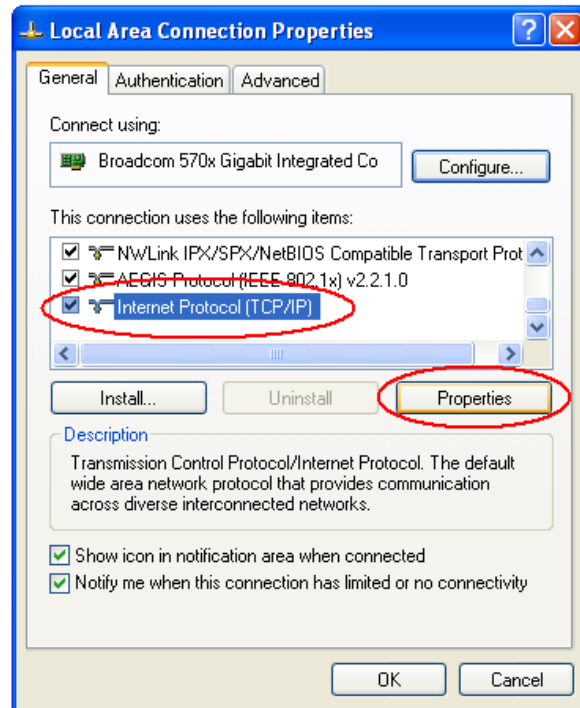 Local Area Connection Properties
General
Authentication
Advanced
Connect using:
Broadcom 570x Gigabit Integrated Co
Configure...
This connection uses the following items:
NWLink IPX/SPX/NetBIOS Compatible Transport Prot
AEGIS Protocol (IEEE 802.1x) v2.2.1.0
Internet Protocol (TCP/IP)
Install...
Uninstall
Properties
Description
Transmission Control Protocol/Internet Protocol. The default
wide area network protocol that provides communication
across diverse interconnected networks.
Show icon in notification area when connected
Notify me when this connection has limited or no connectivity
OK
Cancel